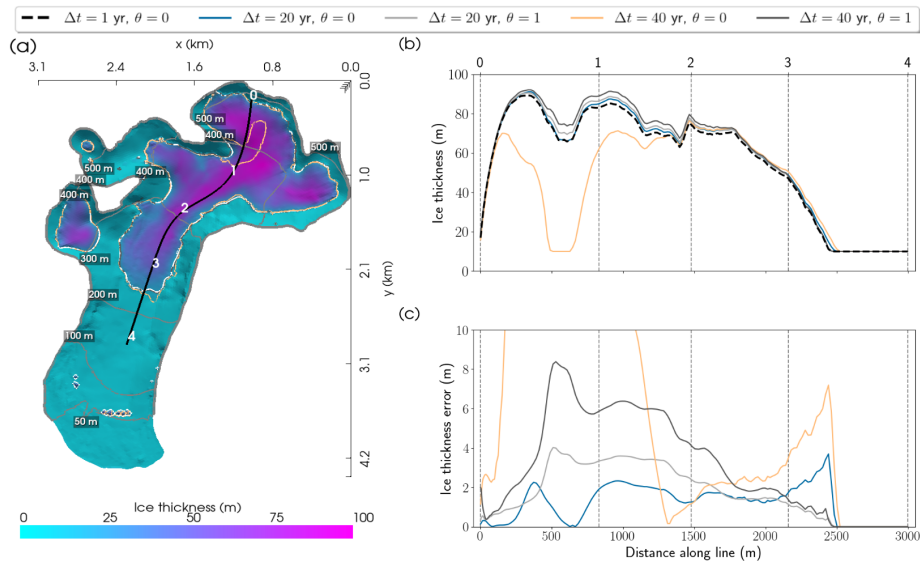 Δt = 1 yr, θ = 0 Δt = 20 yr, θ = 0 Δt = 20 yr, θ = 1 Δt = 40 yr, θ = 0 Δt = 40 yr, θ = 1
(a)
x (km)
3.1 2.4 1.6 0.8 0.0
0.0
1.0
2.1
3.1
4.2
y (km)
0
500 m
400 m
500 m
500 m
400 m
400 m
400 m
1
2
300 m
3
200 m
4
100 m
50 m
Ice thickness (m)
0 25 50 75 100
(b)
0 1 2 3 4
Ice thickness (m)
100
80
60
40
20
0
(c)
Ice thickness error (m)
10
8
6
4
2
0
0 500 1000 1500 2000 2500 3000
Distance along line (m)